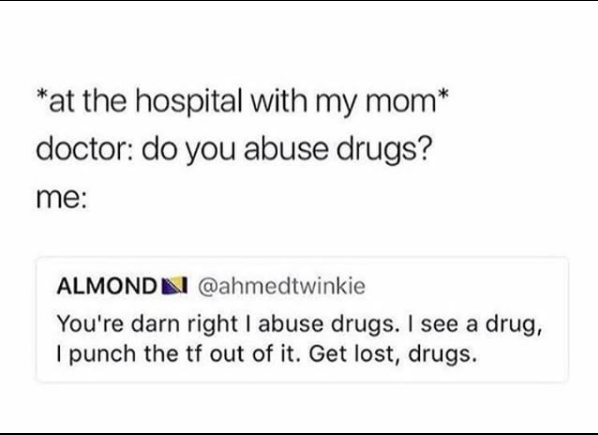 *at the hospital with my mom*
doctor: do you abuse drugs?
me:
ALMOND @ahmedtwinkie
You're darn right I abuse drugs. I see a drug,
I punch the tf out of it. Get lost, drugs.